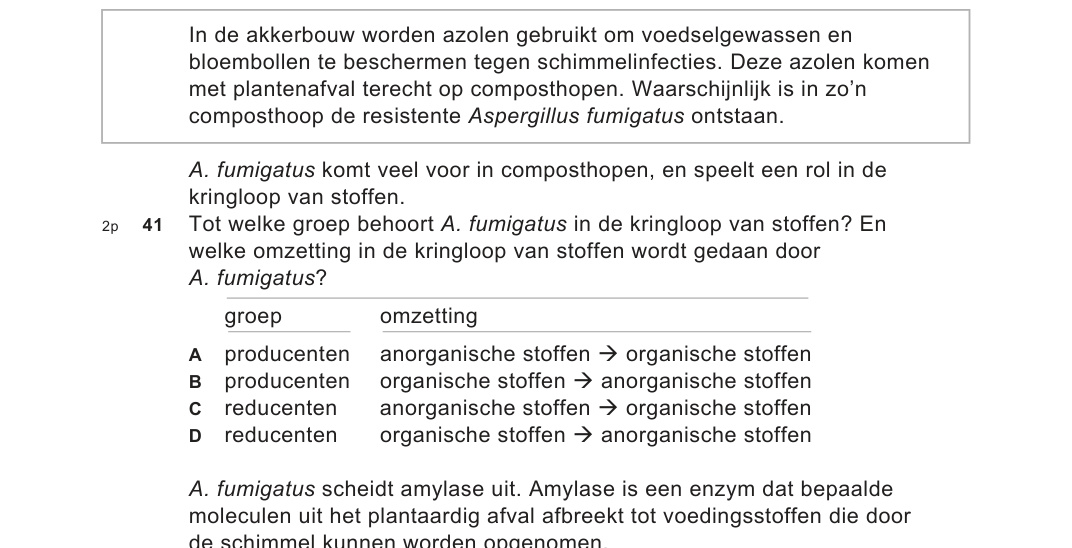 In de akkerbouw worden azolen gebruikt om voedselgewassen en
bloembollen te beschermen tegen schimmelinfecties. Deze azolen komen
met plantenafval terecht op composthopen. Waarschijnlijk is in zo’n
composthoop de resistente Aspergillus fumigatus ontstaan.
A. fumigatus komt veel voor in composthopen, en speelt een rol in de
kringloop van stoffen.
2p 41 Tot welke groep behoort A. fumigatus in de kringloop van stoffen? En
welke omzetting in de kringloop van stoffen wordt gedaan door
A. fumigatus?
groep omzetting
A producenten anorganische stoffen → organische stoffen
B producenten organische stoffen → anorganische stoffen
C reducenten anorganische stoffen → organische stoffen
D reducenten organische stoffen → anorganische stoffen
A. fumigatus scheidt amylase uit. Amylase is een enzym dat bepaalde
moleculen uit het plantaardig afval afbreekt tot voedingsstoffen die door
de schimmel kunnen worden opgenomen.